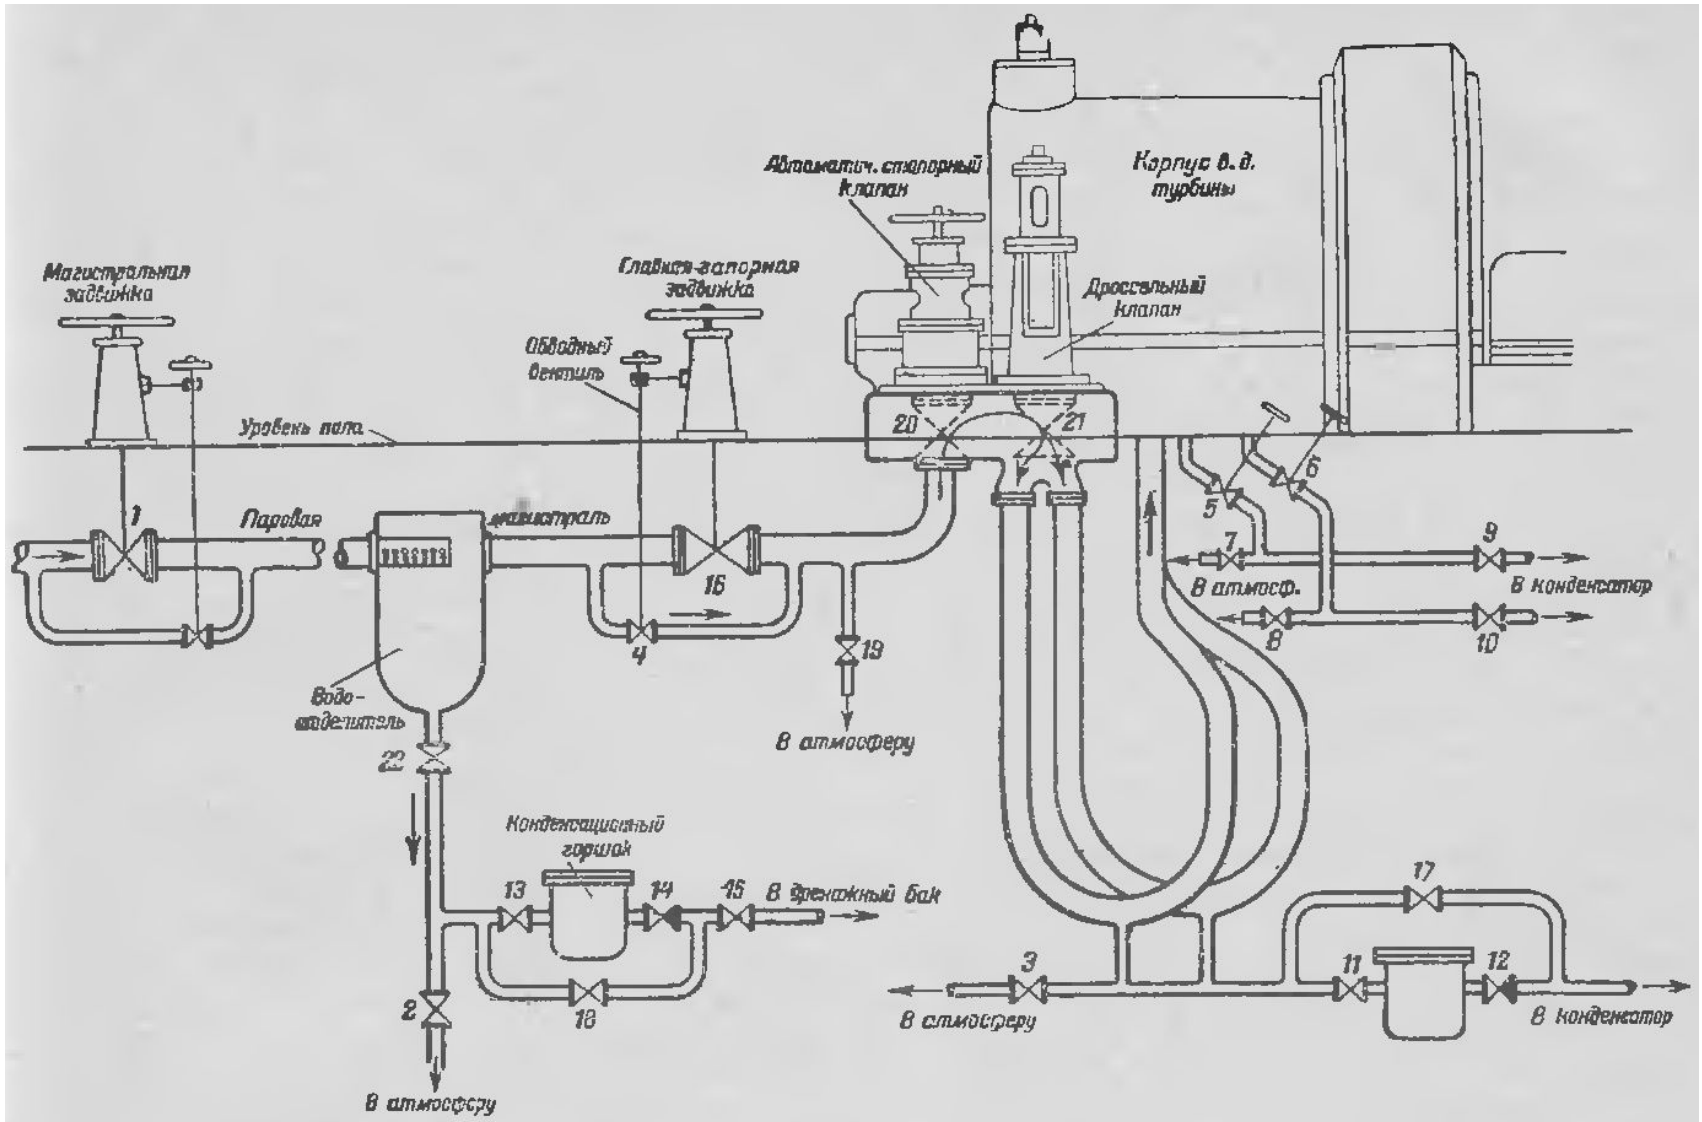 Автоматич. стопорный
клапан
Корпус в.д.
турбины
Магистральная
задвижка
Главная-запорная
задвижка
Дроссельный
клапан
Обводный
вентиль
Уровень пола
20
21
6
5
1
Паровая
магистраль
16
7
9
В атмосф.
В конденсатор
4
19
8
10
Водо-
отделитель
В атмосферу
22
Конденсационный
горшок
13
14
15
В дренажный бак
17
3
11
12
2
18
В атмосферу
В конденсатор
В атмосферу